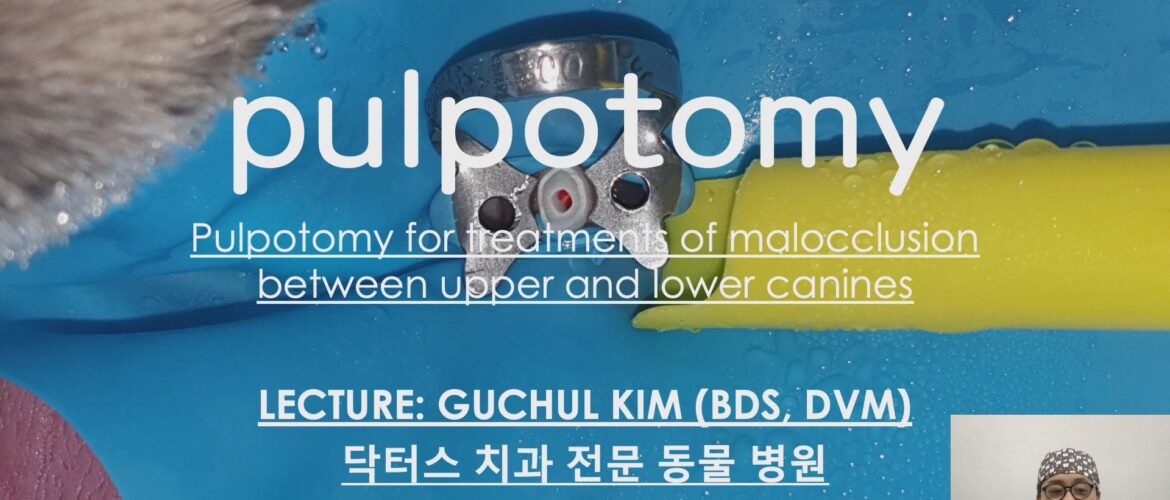 pulpotomy
Pulpotomy for treatments of malocclusion
between upper and lower canines
LECTURE: GUCHUL KIM (BDS, DVM)
닥터스 치과 전문 동물 병원